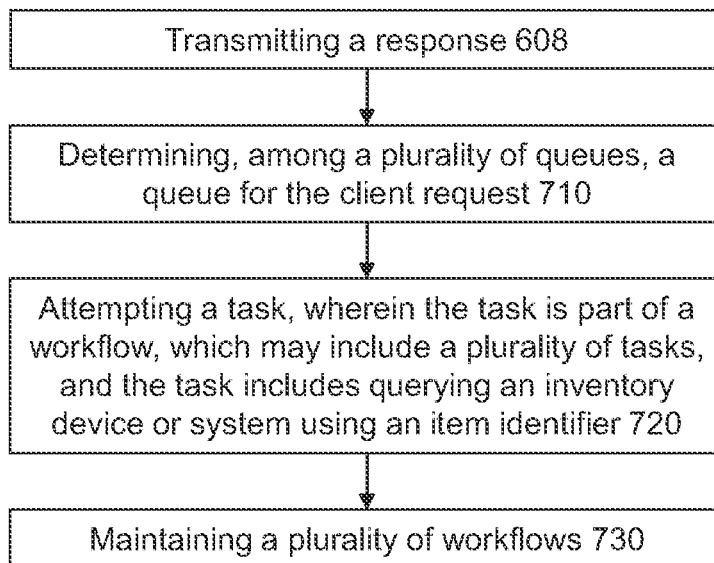 Transmitting a response 608
Determining, among a plurality of queues, a
queue for the client request 710
Attempting a task, wherein the task is part of a
workflow, which may include a plurality of tasks,
and the task includes querying an inventory
device or system using an item identifier 720
Maintaining a plurality of workflows 730